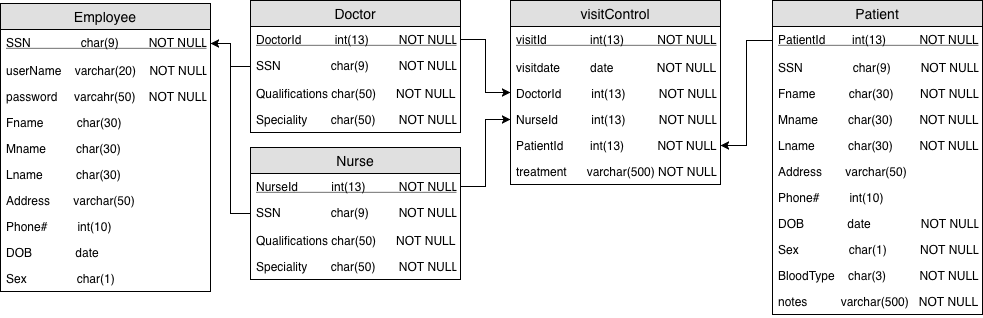 Employee
SSN char(9) NOT NULL
userName varchar(20) NOT NULL
password varcahr(50) NOT NULL
Fname char(30)
Mname char(30)
Lname char(30)
Address varchar(50)
Phone# int(10)
DOB date
Sex char(1)
Doctor
DoctorId int(13) NOT NULL
SSN char(9) NOT NULL
Qualifications char(50) NOT NULL
Speciality char(50) NOT NULL
Nurse
NurseId int(13) NOT NULL
SSN char(9) NOT NULL
Qualifications char(50) NOT NULL
Speciality char(50) NOT NULL
visitControl
visitId int(13) NOT NULL
visitdate date NOT NULL
DoctorId int(13) NOT NULL
NurseId int(13) NOT NULL
PatientId int(13) NOT NULL
treatment varchar(500) NOT NULL
Patient
PatientId int(13) NOT NULL
SSN char(9) NOT NULL
Fname char(30) NOT NULL
Mname char(30) NOT NULL
Lname char(30) NOT NULL
Address varchar(50)
Phone# int(10)
DOB date NOT NULL
Sex char(1) NOT NULL
BloodType char(3) NOT NULL
notes varchar(500) NOT NULL